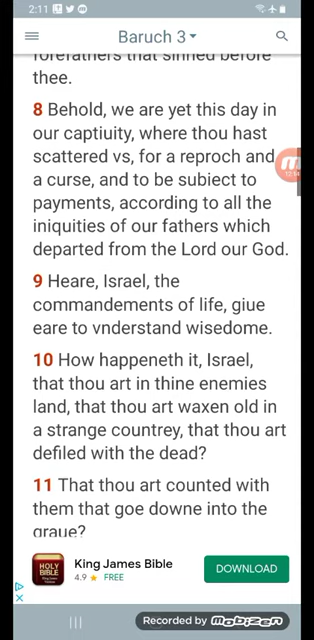 2:11
Baruch 3
forefathers that sinned before
thee.
8 Behold, we are yet this day in
our captiuity, where thou hast
scattered vs, for a reproch and
a curse, and to be subiect to
payments, according to all the
iniquities of our fathers which
departed from the Lord our God.
9 Heare, Israel, the
commandements of life, giue
eare to vnderstand wisedome.
10 How happeneth it, Israel,
that thou art in thine enemies
land, that thou art waxen old in
a strange countrey, that thou art
defiled with the dead?
11 That thou art counted with
them that goe downe into the
graue?
HOLY
BIBLE
King James Bible
4.9 ★ FREE
DOWNLOAD
Recorded by mobizen